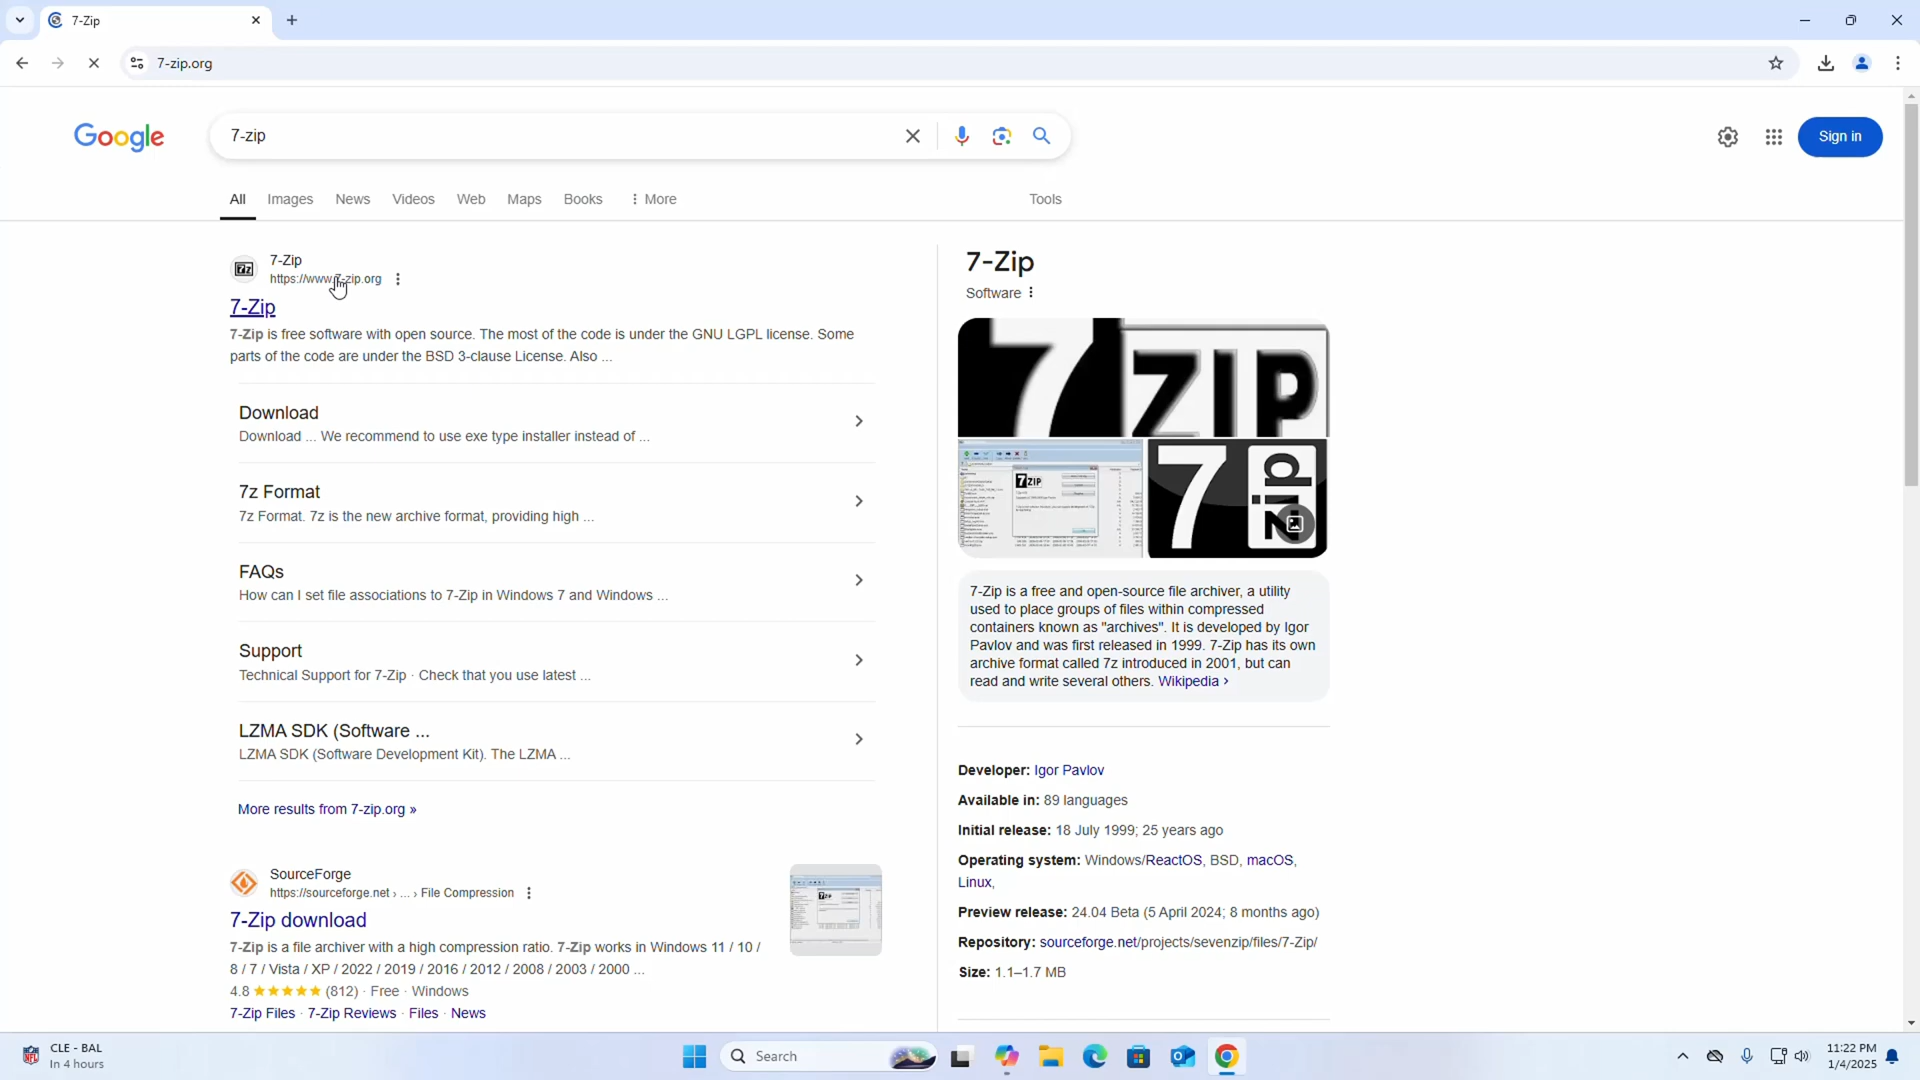 7-Zip
7-zip.org
Google
7-zip
Sign in
All
Images
News
Videos
Web
Maps
Books
More
Tools
7-Zip
https://www.7-zip.org
7-Zip
7-Zip is free software with open source. The most of the code is under the GNU LGPL license. Some
parts of the code are under the BSD 3-clause License. Also ...
Download
Download ... We recommend to use exe type installer instead of ...
7z Format
7z Format. 7z is the new archive format, providing high ...
FAQs
How can I set file associations to 7-Zip in Windows 7 and Windows ...
Support
Technical Support for 7-Zip · Check that you use latest ...
LZMA SDK (Software ...
LZMA SDK (Software Development Kit). The LZMA ...
More results from 7-zip.org »
SourceForge
https://sourceforge.net › ... › File Compression
7-Zip download
7-Zip is a file archiver with a high compression ratio. 7-Zip works in Windows 11 / 10 /
8 / 7 / Vista / XP / 2022 / 2019 / 2016 / 2012 / 2008 / 2003 / 2000 ...
4.8 ★★★★★ (812) · Free · Windows
7-Zip Files · 7-Zip Reviews · Files · News
7-Zip
Software
7 ZIP
7 ZIP
7 zip
7-Zip is a free and open-source file archiver, a utility
used to place groups of files within compressed
containers known as "archives". It is developed by Igor
Pavlov and was first released in 1999. 7-Zip has its own
archive format called 7z introduced in 2001, but can
read and write several others. Wikipedia ›
Developer: Igor Pavlov
Available in: 89 languages
Initial release: 18 July 1999; 25 years ago
Operating system: Windows/ReactOS, BSD, macOS,
Linux,
Preview release: 24.04 Beta (5 April 2024; 8 months ago)
Repository: sourceforge.net/projects/sevenzip/files/7-Zip/
Size: 1.1–1.7 MB
CLE - BAL
In 4 hours
Search
11:22 PM
1/4/2025